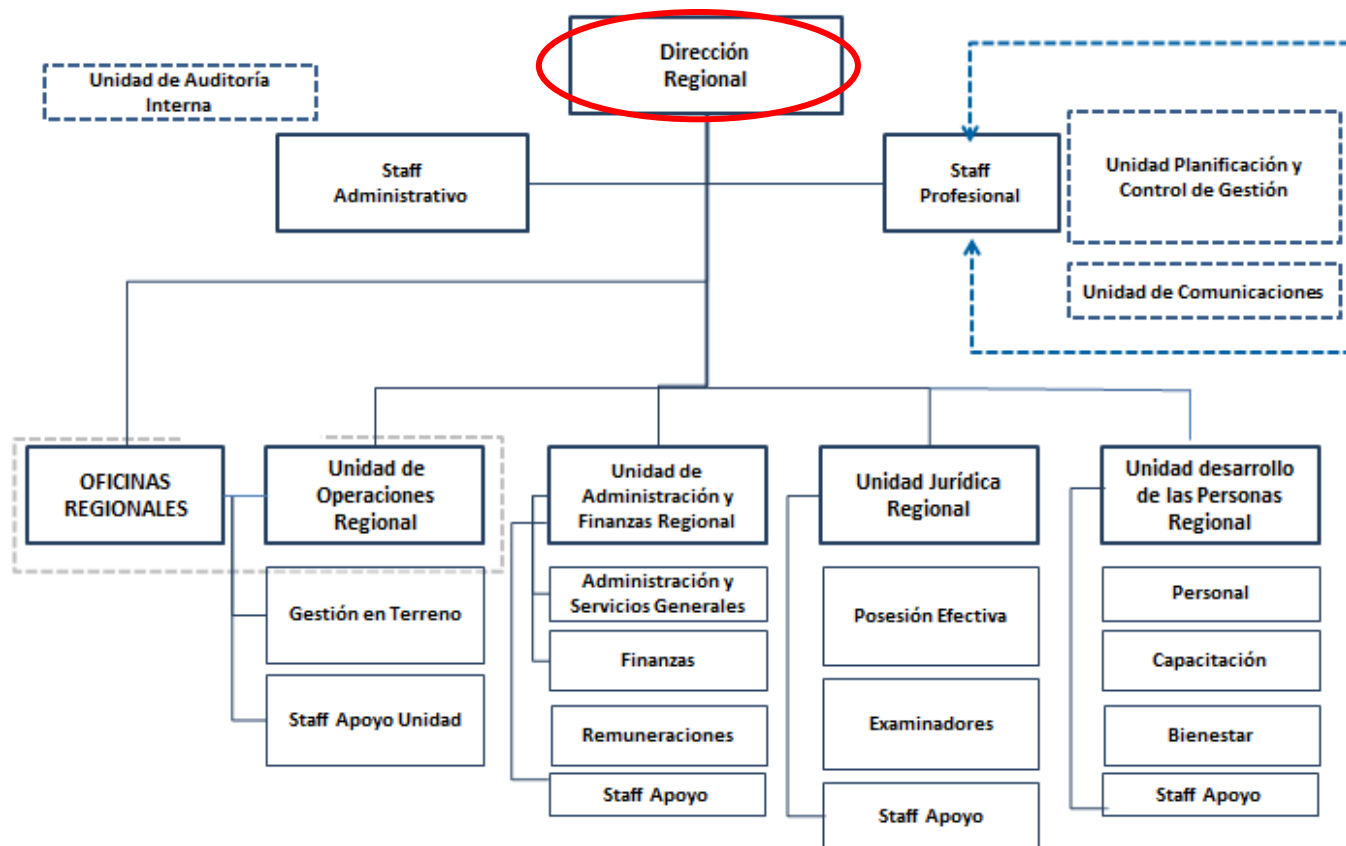 Dirección
Regional
Unidad de Auditoría
Interna
Staff
Administrativo
Staff
Profesional
Unidad Planificación y
Control de Gestión
Unidad de Comunicaciones
OFICINAS
REGIONALES
Unidad de
Operaciones
Regional
Unidad de
Administración y
Finanzas Regional
Unidad Jurídica
Regional
Unidad desarrollo
de las Personas
Regional
Gestión en Terreno
Staff Apoyo Unidad
Administración y
Servicios Generales
Finanzas
Remuneraciones
Staff Apoyo
Posesión Efectiva
Examinadores
Staff Apoyo
Personal
Capacitación
Bienestar
Staff Apoyo